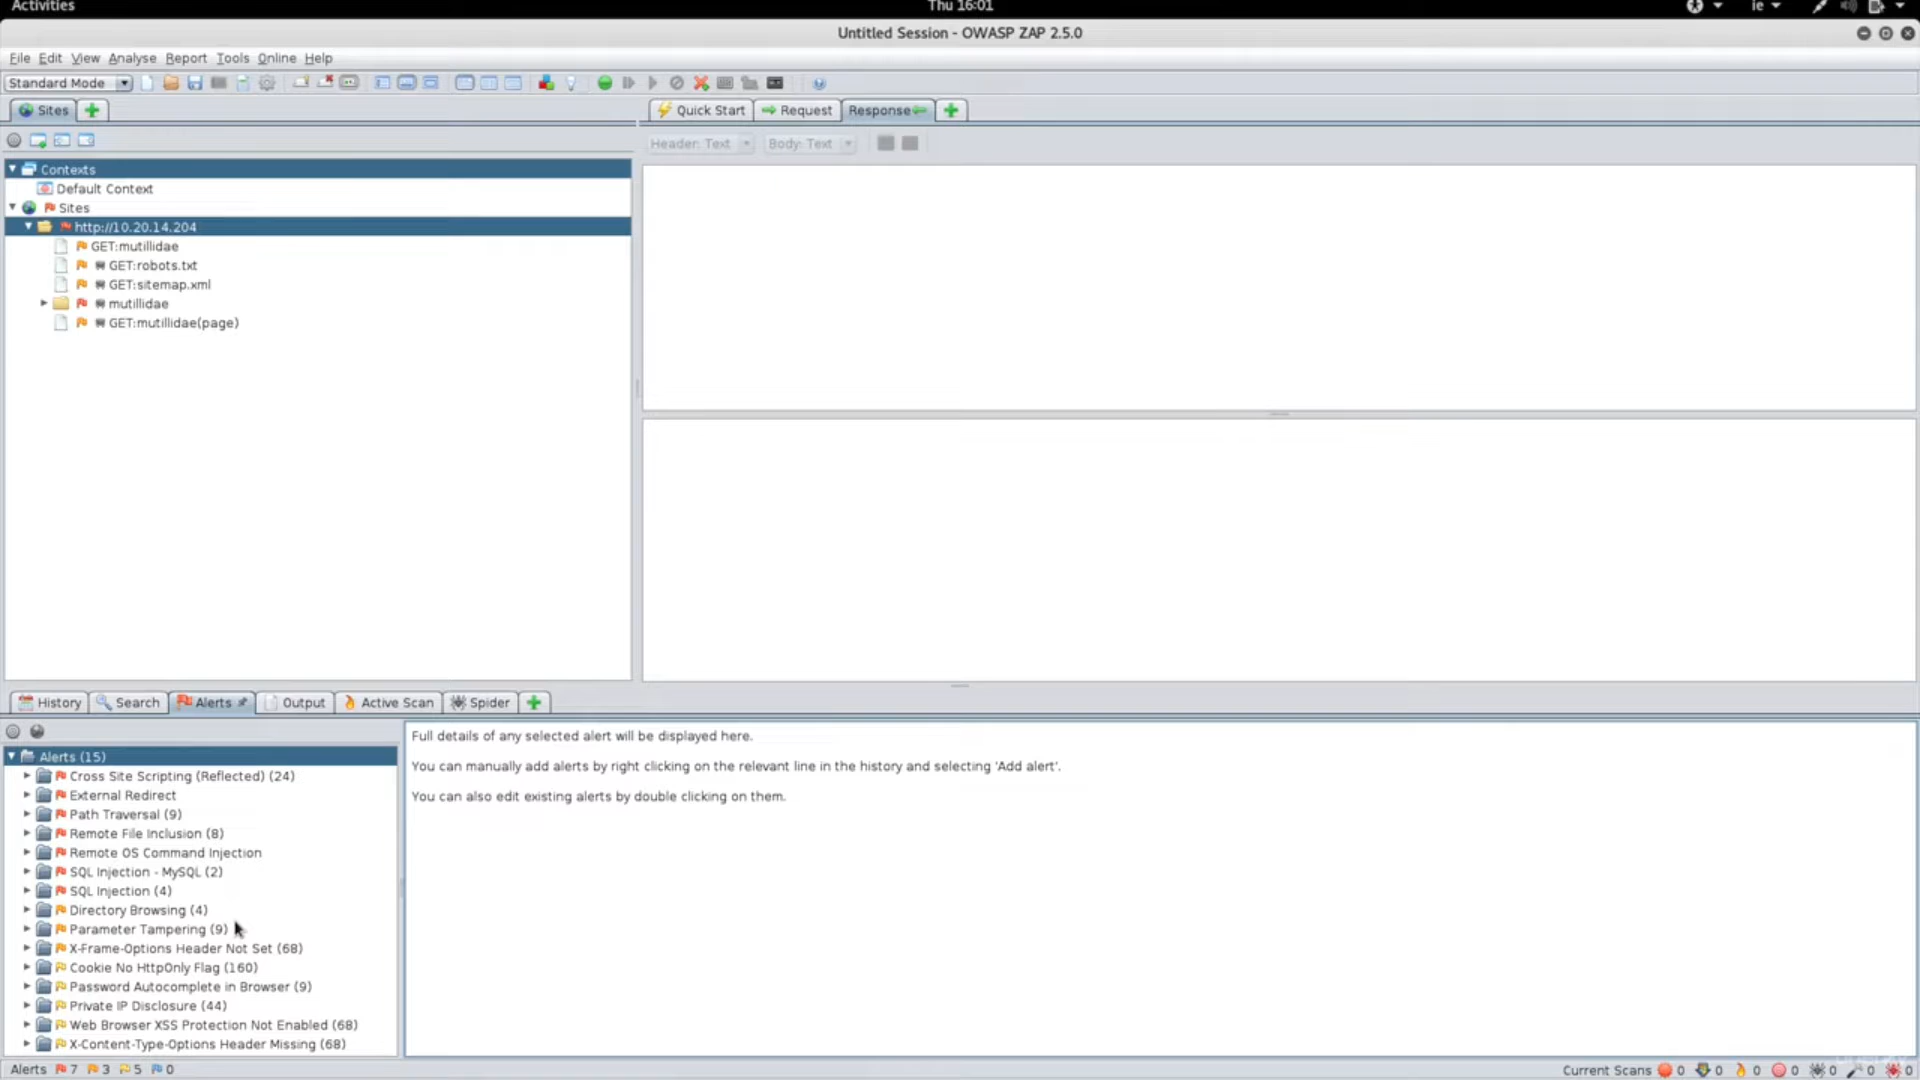 Activities
Thu 16:01
ie
Untitled Session - OWASP ZAP 2.5.0
File Edit View Analyse Report Tools Online Help
Standard Mode
Sites
Quick Start Request Response
Header: Text Body: Text
Contexts
Default Context
Sites
http://10.20.14.204
GET:mutillidae
GET:robots.txt
GET:sitemap.xml
mutillidae
GET:mutillidae(page)
History Search Alerts Output Active Scan Spider
Full details of any selected alert will be displayed here.
You can manually add alerts by right clicking on the relevant line in the history and selecting 'Add alert'.
You can also edit existing alerts by double clicking on them.
Alerts (15)
Cross Site Scripting (Reflected) (24)
External Redirect
Path Traversal (9)
Remote File Inclusion (8)
Remote OS Command Injection
SQL Injection - MySQL (2)
SQL Injection (4)
Directory Browsing (4)
Parameter Tampering (9)
X-Frame-Options Header Not Set (68)
Cookie No HttpOnly Flag (160)
Password Autocomplete in Browser (9)
Private IP Disclosure (44)
Web Browser XSS Protection Not Enabled (68)
X-Content-Type-Options Header Missing (68)
Alerts 7 3 5 0
Current Scans 0 0 0 0 0 0 0